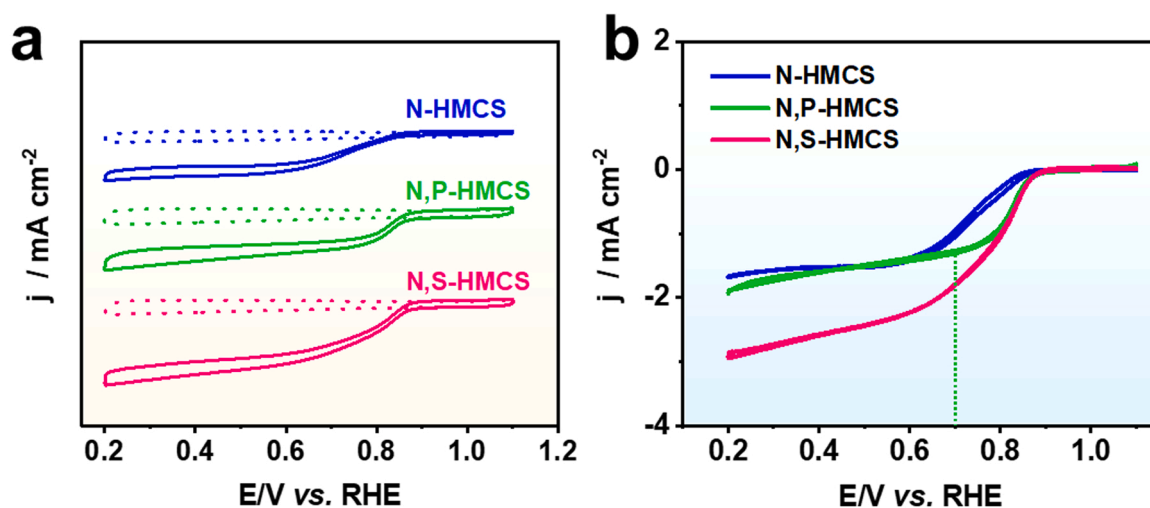 a
N-HMCS
N,P-HMCS
N,S-HMCS
j / mA cm⁻²
0.2 0.4 0.6 0.8 1.0 1.2
E/V vs. RHE
b
N-HMCS
N,P-HMCS
N,S-HMCS
2
0
-2
-4
j / mA cm⁻²
0.2 0.4 0.6 0.8 1.0
E/V vs. RHE